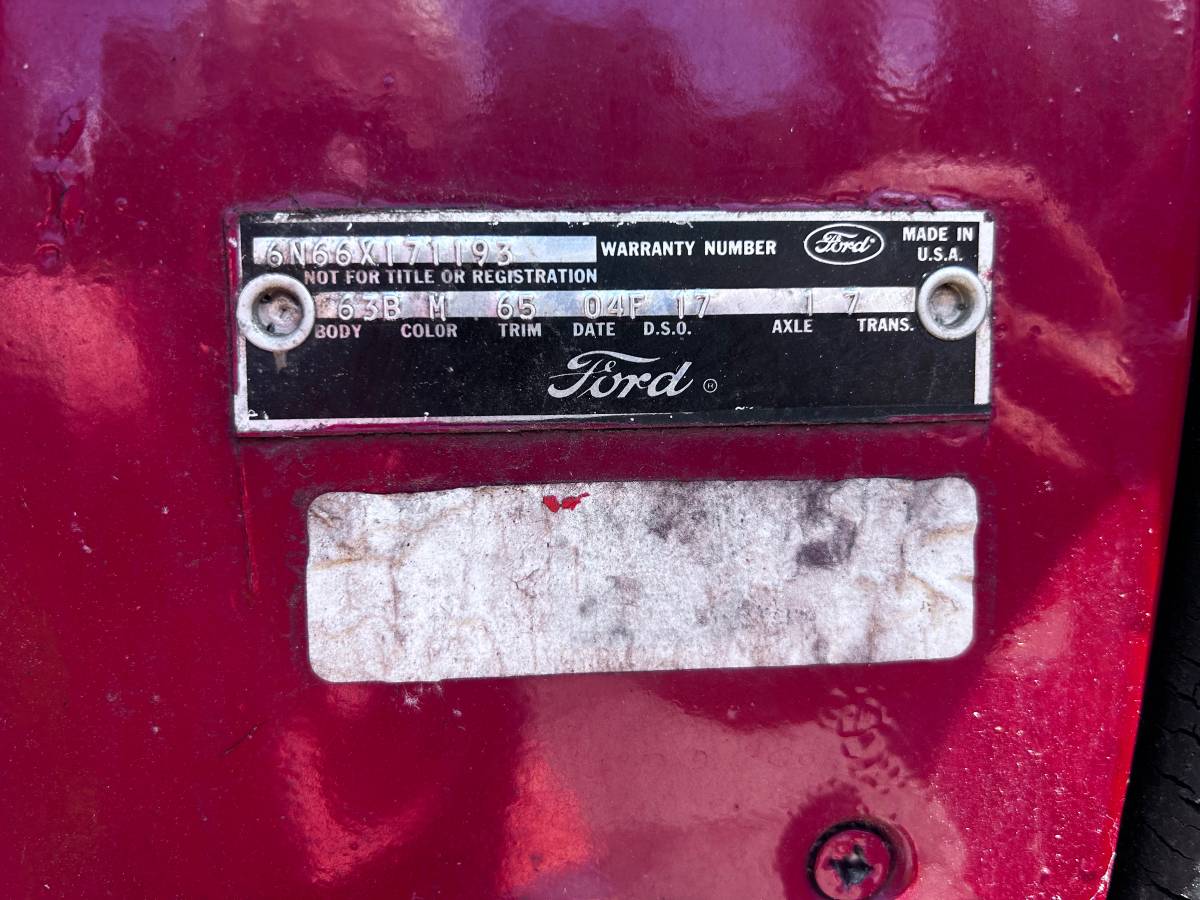 6N66X171193 WARRANTY NUMBER Ford MADE IN
U.S.A.
NOT FOR TITLE OR REGISTRATION
63B M 65 04F 17 1 7
BODY COLOR TRIM DATE D.S.O. AXLE TRANS.
Ford ®